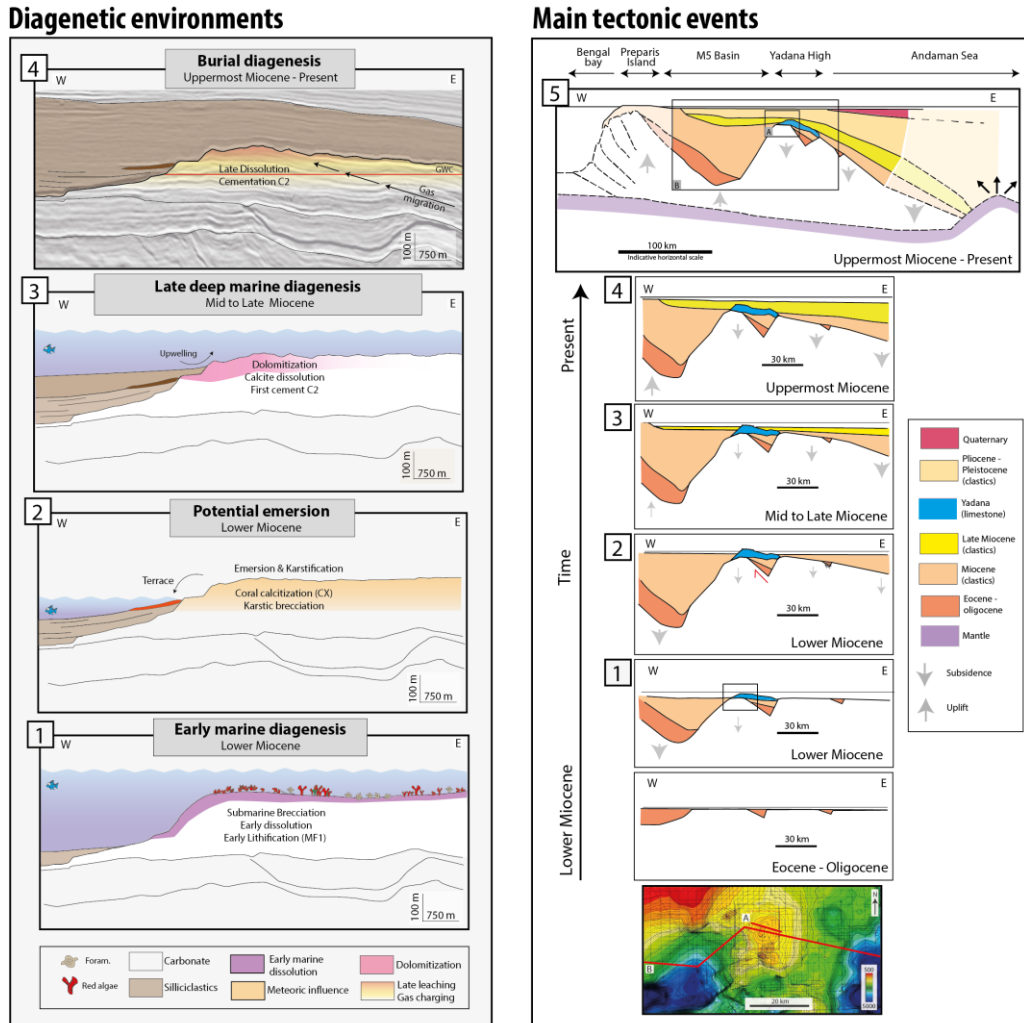 Diagenetic environments
4
Burial diagenesis
Uppermost Miocene - Present
W
E
Late Dissolution
Cementation C2
GWC
Gas
migration
100 m
750 m
3
Late deep marine diagenesis
Mid to Late Miocene
W
E
Upwelling
Dolomitization
Calcite dissolution
First cement C2
100 m
750 m
2
Potential emersion
Lower Miocene
W
E
Terrace
Emersion & Karstification
Coral calcitization (CX)
Karstic brecciation
100 m
750 m
1
Early marine diagenesis
Lower Miocene
W
E
Submarine Brecciation
Early dissolution
Early Lithification (MF1)
100 m
750 m
Foram.
Carbonate
Early marine
dissolution
Dolomitization
Red algae
Silliciclastics
Meteoric influence
Late leaching
Gas charging
Main tectonic events
Bengal
bay
Preparis
Island
M5 Basin
Yadana High
Andaman Sea
5
W
E
A
B
100 km
Indicative horizontal scale
Uppermost Miocene - Present
4
W
E
30 km
Uppermost Miocene
3
W
E
30 km
Mid to Late Miocene
2
W
E
30 km
Lower Miocene
1
W
E
30 km
Lower Miocene
W
E
30 km
Eocene - Oligocene
Present
Time
Lower Miocene
Quaternary
Pliocene -
Pleistocene
(clastics)
Yadana
(limestone)
Late Miocene
(clastics)
Miocene
(clastics)
Eocene -
oligocene
Mantle
Subsidence
Uplift
A
B
N
20 km
500
5000